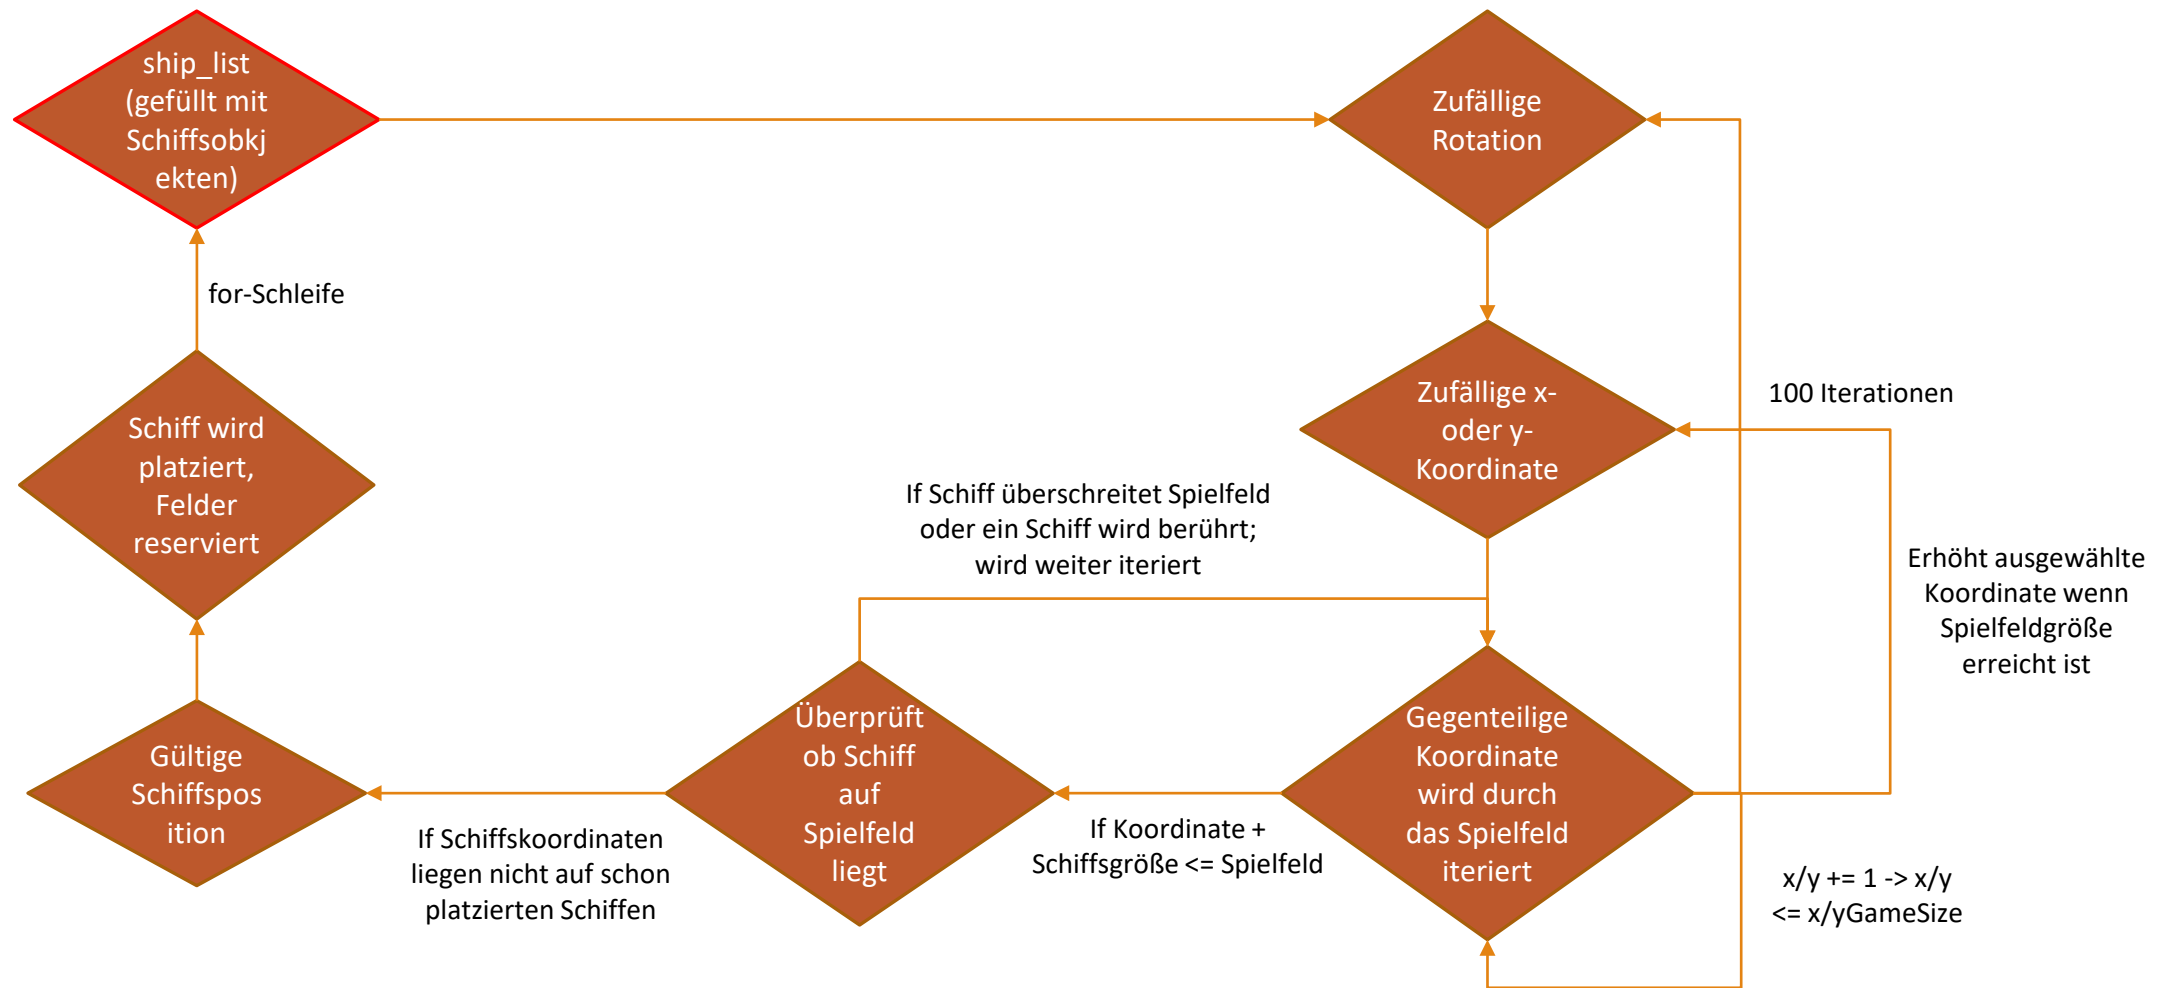 ship_list
(gefüllt mit
Schiffsobkj
ekten)
Zufällige
Rotation
for-Schleife
Zufällige x-
oder y-
Koordinate
100 Iterationen
Schiff wird
platziert,
Felder
reserviert
If Schiff überschreitet Spielfeld
oder ein Schiff wird berührt;
wird weiter iteriert
Erhöht ausgewählte
Koordinate wenn
Spielfeldgröße
erreicht ist
Gültige
Schiffspos
ition
If Schiffskoordinaten
liegen nicht auf schon
platzierten Schiffen
Überprüft
ob Schiff
auf
Spielfeld
liegt
If Koordinate +
Schiffsgröße <= Spielfeld
Gegenteilige
Koordinate
wird durch
das Spielfeld
iteriert
x/y += 1 -> x/y
<= x/yGameSize